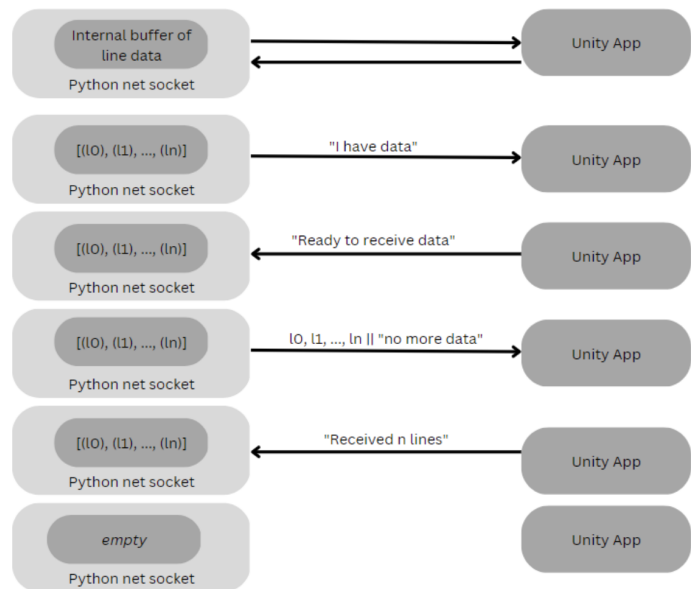 Internal buffer of
line data
Python net socket
Unity App
[(l0), (l1), ..., (ln)]
"I have data"
Python net socket
Unity App
[(l0), (l1), ..., (ln)]
"Ready to receive data"
Python net socket
Unity App
[(l0), (l1), ..., (ln)]
l0, l1, ..., ln || "no more data"
Python net socket
Unity App
[(l0), (l1), ..., (ln)]
"Received n lines"
Python net socket
Unity App
empty
Python net socket
Unity App